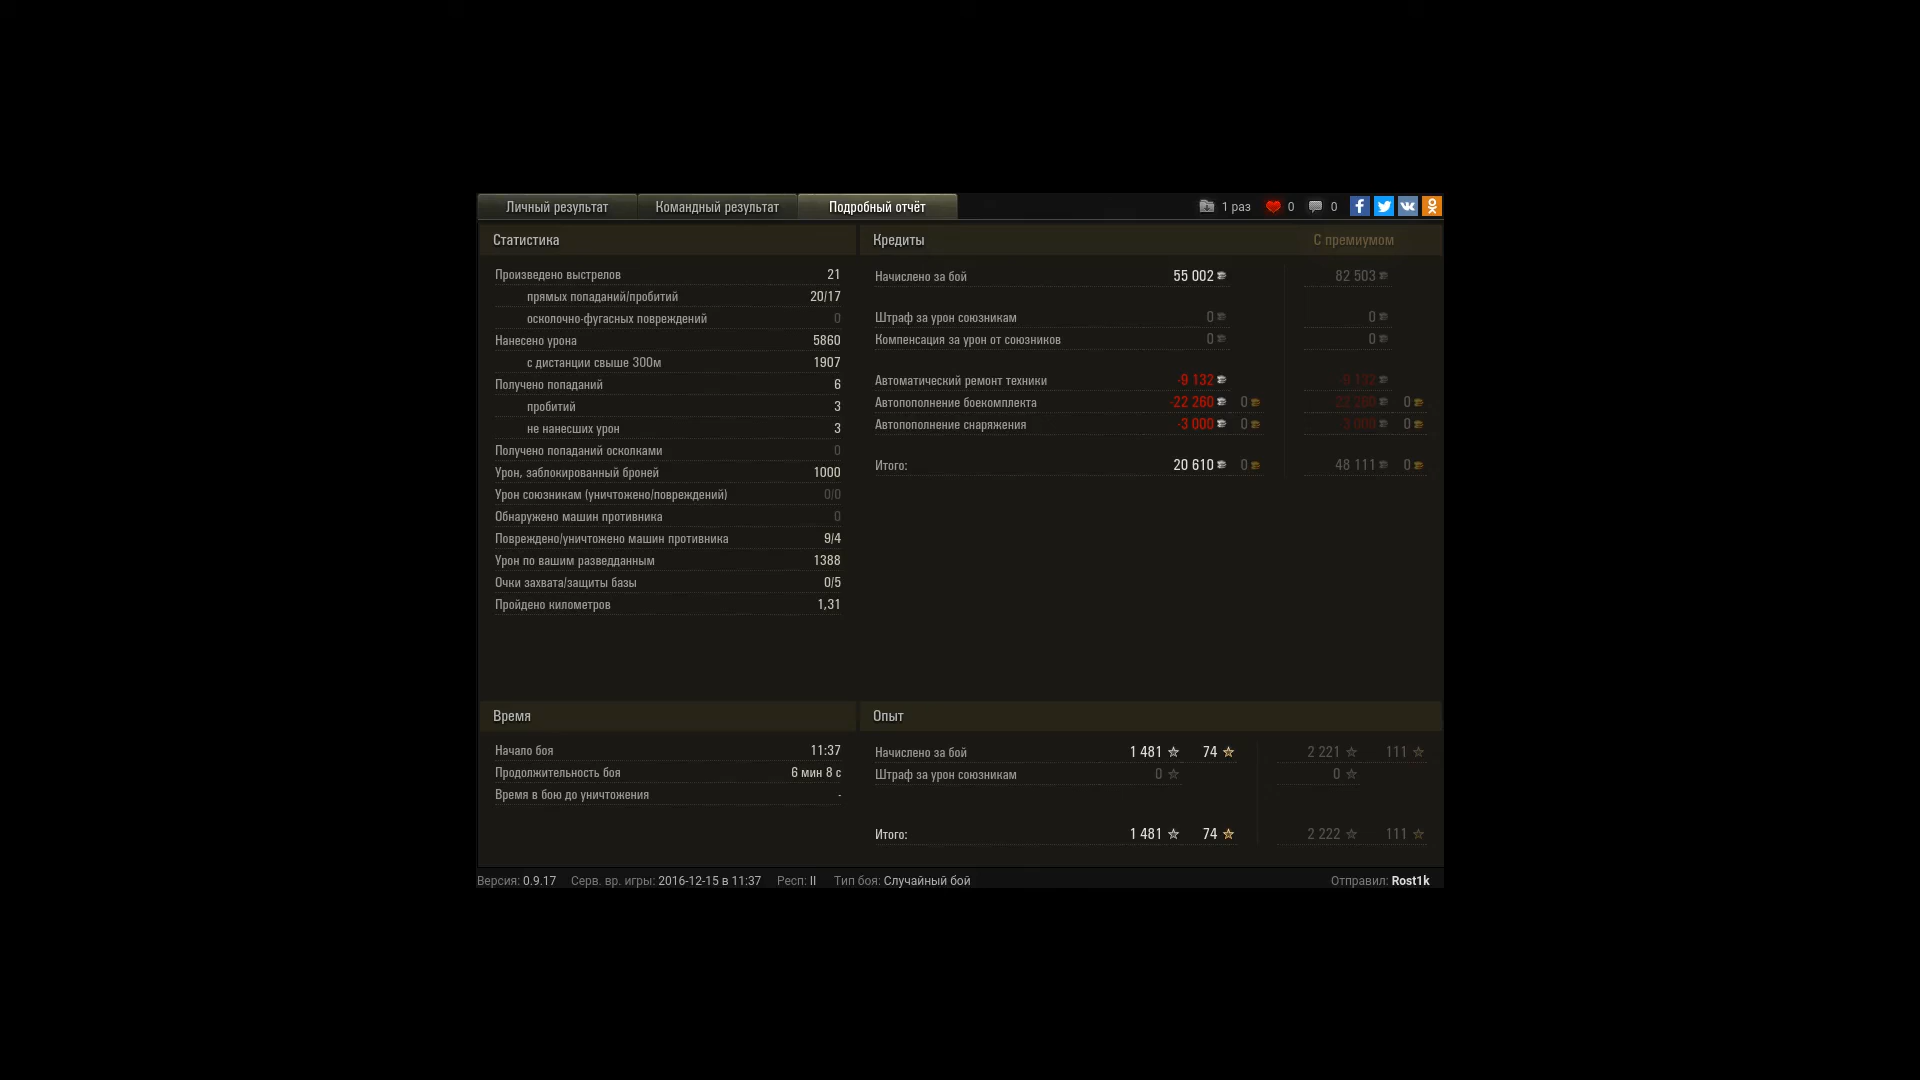 Личный результат Командный результат Подробный отчёт 1 раз 0 0
Статистика
Произведено выстрелов 21
прямых попаданий/пробитий 20/17
осколочно-фугасных повреждений 0
Нанесено урона 5860
с дистанции свыше 300м 1907
Получено попаданий 6
пробитий 3
не нанесших урон 3
Получено попаданий осколками 0
Урон, заблокированный броней 1000
Урон союзникам (уничтожено/повреждений) 0/0
Обнаружено машин противника 0
Повреждено/уничтожено машин противника 9/4
Урон по вашим разведданным 1388
Очки захвата/защиты базы 0/5
Пройдено километров 1,31
Кредиты С премиумом
Начислено за бой 55 002 82 503
Штраф за урон союзникам 0 0
Компенсация за урон от союзников 0 0
Автоматический ремонт техники -9 132 -9 132
Автопополнение боекомплекта -22 260 0 -22 260 0
Автопополнение снаряжения -3 000 0 -3 000 0
Итого: 20 610 0 48 111 0
Время
Начало боя 11:37
Продолжительность боя 6 мин 8 с
Время в бою до уничтожения -
Опыт
Начислено за бой 1 481 74 2 221 111
Штраф за урон союзникам 0 0
Итого: 1 481 74 2 222 111
Версия: 0.9.17 Серв. вр. игры: 2016-12-15 в 11:37 Респ: II Тип боя: Случайный бой Отправил: Rost1k